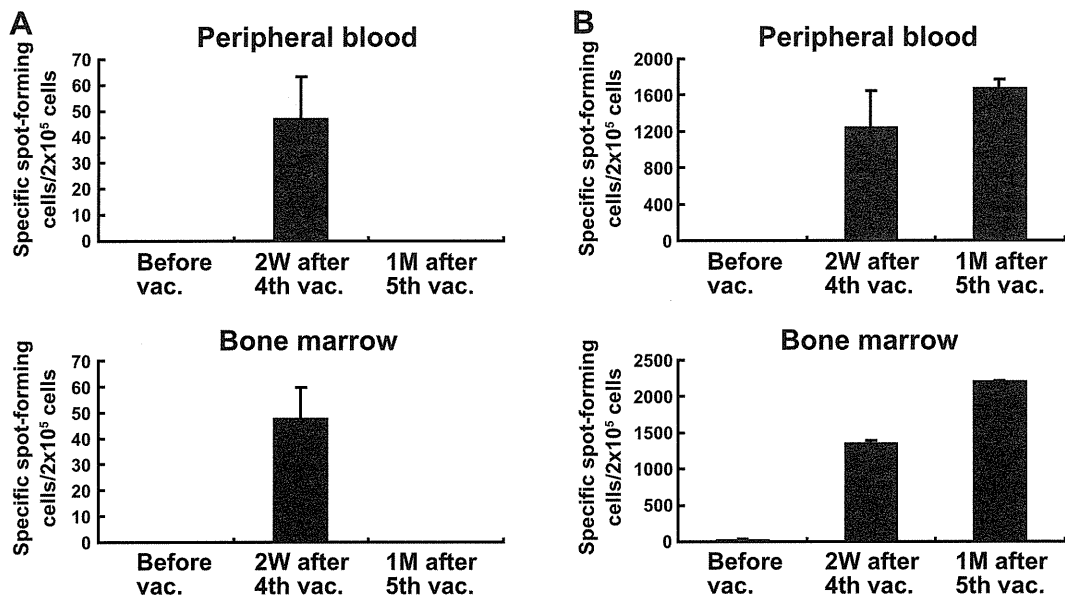 A
Peripheral blood
Specific spot-forming
cells/2x10⁵ cells
70
60
50
40
30
20
10
0
Before
vac.
2W after
4th vac.
1M after
5th vac.
Bone marrow
Specific spot-forming
cells/2x10⁵ cells
70
60
50
40
30
20
10
0
Before
vac.
2W after
4th vac.
1M after
5th vac.
B
Peripheral blood
Specific spot-forming
cells/2x10⁵ cells
2000
1600
1200
800
400
0
Before
vac.
2W after
4th vac.
1M after
5th vac.
Bone marrow
Specific spot-forming
cells/2x10⁵ cells
2500
2000
1500
1000
500
0
Before
vac.
2W after
4th vac.
1M after
5th vac.